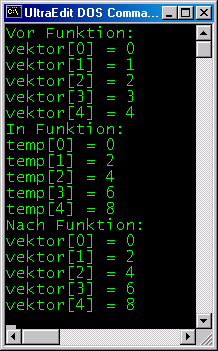 UltraEdit DOS Comma...
Vor Funktion:
vektor[0] = 0
vektor[1] = 1
vektor[2] = 2
vektor[3] = 3
vektor[4] = 4
In Funktion:
temp[0] = 0
temp[1] = 2
temp[2] = 4
temp[3] = 6
temp[4] = 8
Nach Funktion:
vektor[0] = 0
vektor[1] = 2
vektor[2] = 4
vektor[3] = 6
vektor[4] = 8